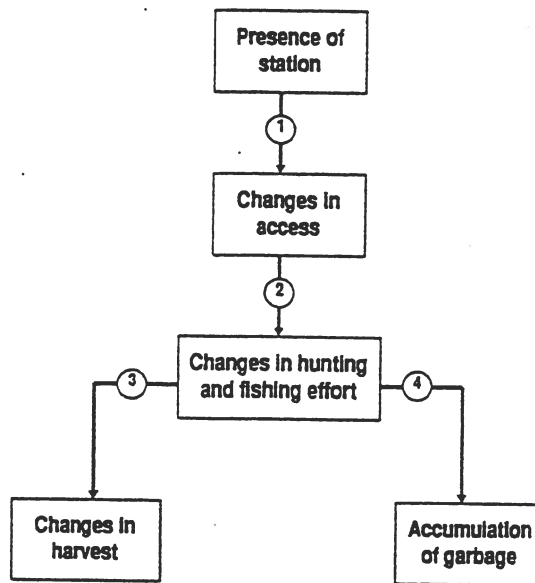 Presence of
station
1
Changes in
access
2
Changes in hunting
and fishing effort
3
4
Changes in
harvest
Accumulation
of garbage